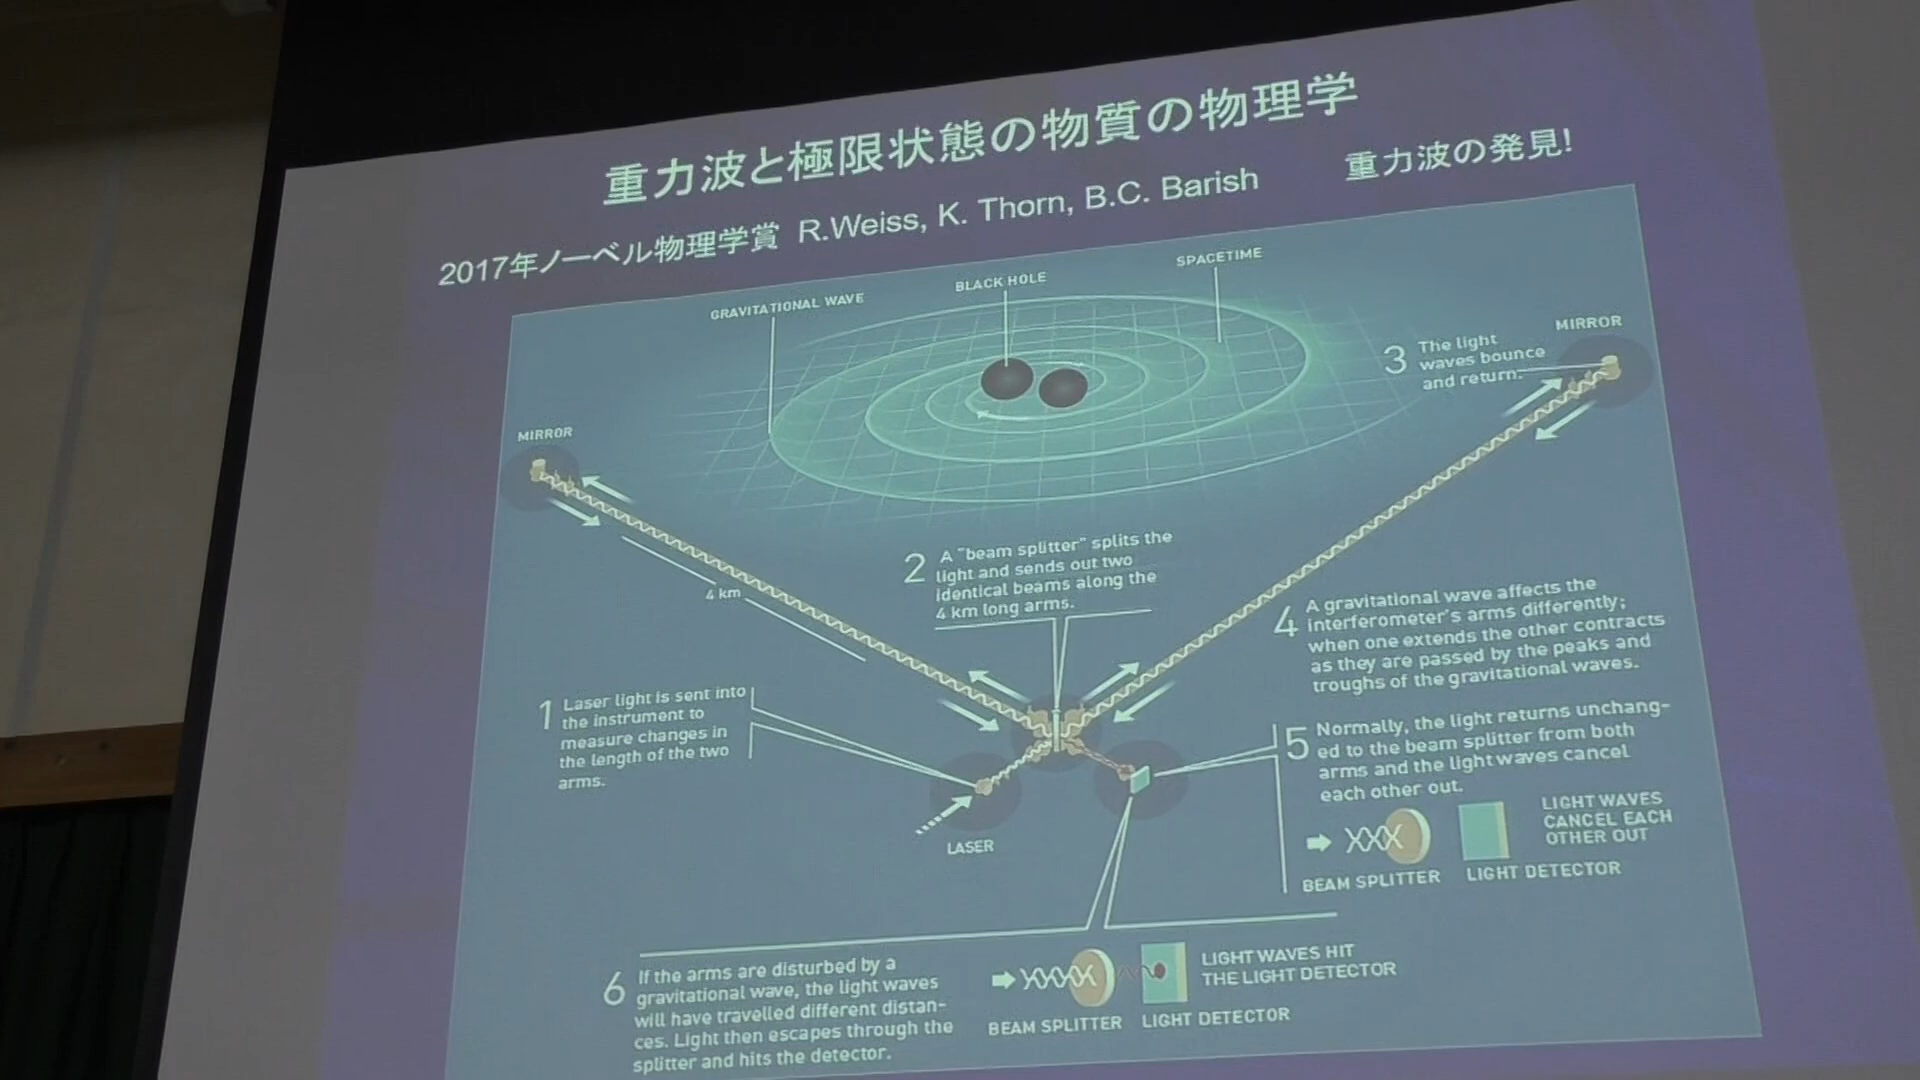 重力波と極限状態の物質の物理学
重力波の発見!
2017年ノーベル物理学賞 R.Weiss, K. Thorn, B.C. Barish
GRAVITATIONAL WAVE
BLACK HOLE
SPACETIME
MIRROR
3 The light
waves bounce
and return.
MIRROR
4 km
2 A "beam splitter" splits the
light and sends out two
identical beams along the
4 km long arms.
4 A gravitational wave affects the
interferometer's arms differently;
when one extends the other contracts
as they are passed by the peaks and
troughs of the gravitational waves.
1 Laser light is sent into
the instrument to
measure changes in
the length of the two
arms.
LASER
5 Normally, the light returns unchang-
ed to the beam splitter from both
arms and the light waves cancel
each other out.
LIGHT WAVES
CANCEL EACH
OTHER OUT
BEAM SPLITTER
LIGHT DETECTOR
6 If the arms are disturbed by a
gravitational wave, the light waves
will have travelled different distan-
ces. Light then escapes through the
splitter and hits the detector.
LIGHT WAVES HIT
THE LIGHT DETECTOR
BEAM SPLITTER
LIGHT DETECTOR